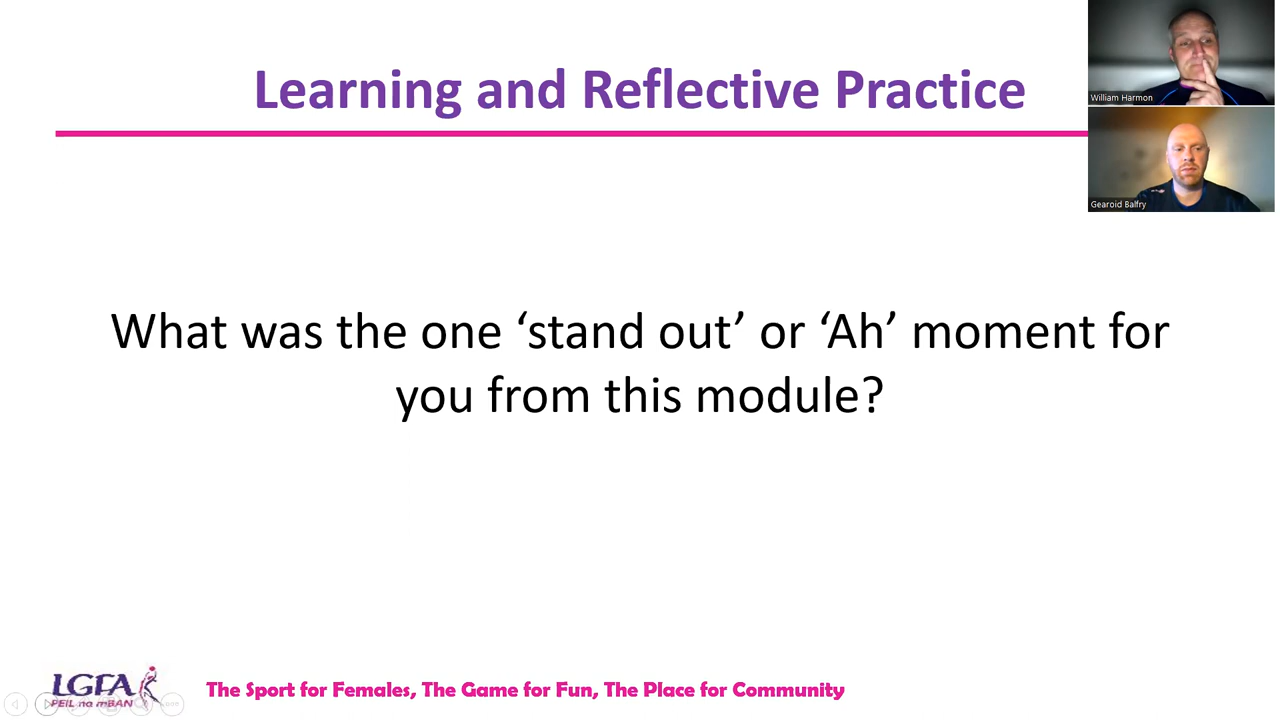 Learning and Reflective Practice
William Harmon
Gearoid Balfry
What was the one ‘stand out’ or ‘Ah’ moment for
you from this module?
LGFA
PEIL na mBAN
The Sport for Females, The Game for Fun, The Place for Community